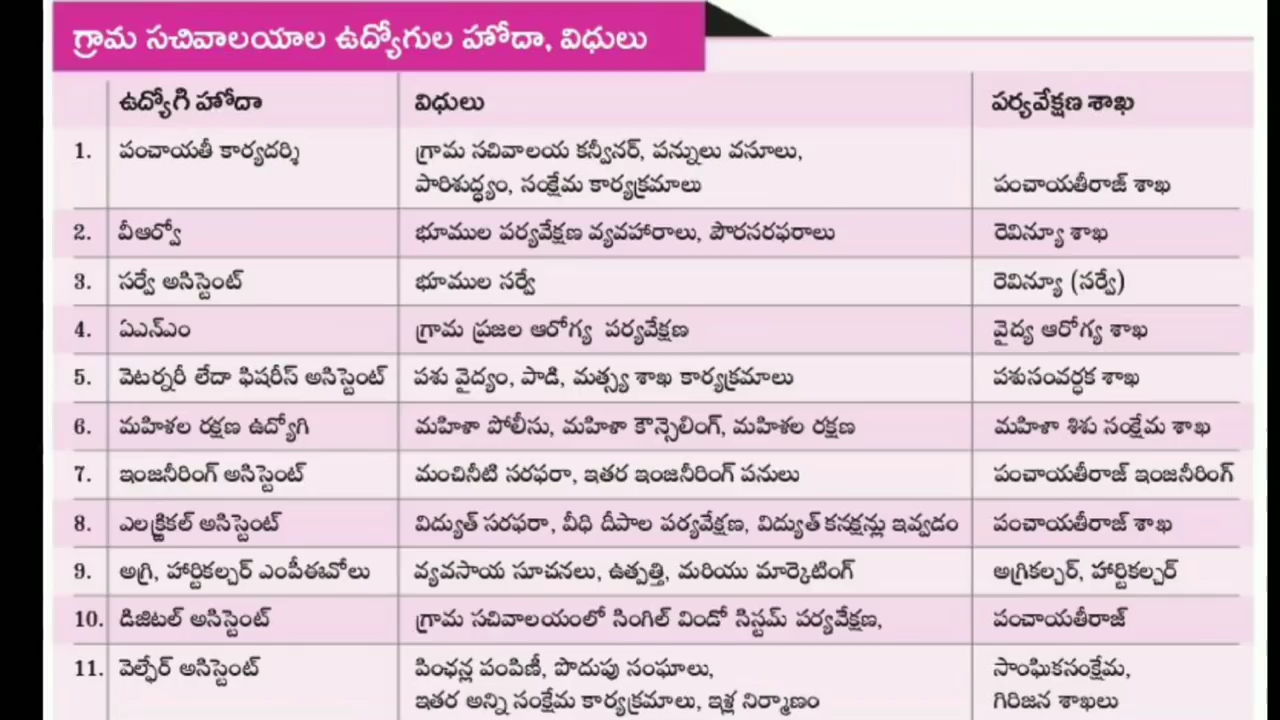 గ్రామ సచివాలయాల ఉద్యోగుల హోదా, విధులు
ఉద్యోగి హోదా విధులు పర్యవేక్షణ శాఖ
1. పంచాయతీ కార్యదర్శి గ్రామ సచివాలయ కన్వీనర్, పన్నులు వసూలు,
పారిశుద్ధ్యం, సంక్షేమ కార్యక్రమాలు పంచాయతీరాజ్ శాఖ
2. వీఆర్వో భూముల పర్యవేక్షణ వ్యవహారాలు, పౌరసరఫరాలు రెవిన్యూ శాఖ
3. సర్వే అసిస్టెంట్ భూముల సర్వే రెవిన్యూ (సర్వే)
4. ఏఎన్ఎం గ్రామ ప్రజల ఆరోగ్య పర్యవేక్షణ వైద్య ఆరోగ్య శాఖ
5. వెటర్నరీ లేదా ఫిషరీస్ అసిస్టెంట్ పశు వైద్యం, పాడి, మత్స్య శాఖ కార్యక్రమాలు పశుసంవర్ధక శాఖ
6. మహిళల రక్షణ ఉద్యోగి మహిళా పోలీసు, మహిళా కౌన్సెలింగ్, మహిళల రక్షణ మహిళా శిశు సంక్షేమ శాఖ
7. ఇంజనీరింగ్ అసిస్టెంట్ మంచినీటి సరఫరా, ఇతర ఇంజనీరింగ్ పనులు పంచాయతీరాజ్ ఇంజనీరింగ్
8. ఎలక్ట్రికల్ అసిస్టెంట్ విద్యుత్ సరఫరా, వీధి దీపాల పర్యవేక్షణ, విద్యుత్ కనక్షన్లు ఇవ్వడం పంచాయతీరాజ్ శాఖ
9. అగ్రి, హార్టికల్చర్ ఎంపీఈవోలు వ్యవసాయ సూచనలు, ఉత్పత్తి, మరియు మార్కెటింగ్ అగ్రికల్చర్, హార్టికల్చర్
10. డిజిటల్ అసిస్టెంట్ గ్రామ సచివాలయంలో సింగిల్ విండో సిస్టమ్ పర్యవేక్షణ, పంచాయతీరాజ్
11. వెల్ఫేర్ అసిస్టెంట్ పింఛన్ల పంపిణీ, పొదుపు సంఘాలు, సాంఘికసంక్షేమ,
ఇతర అన్ని సంక్షేమ కార్యక్రమాలు, ఇళ్ల నిర్మాణం గిరిజన శాఖలు